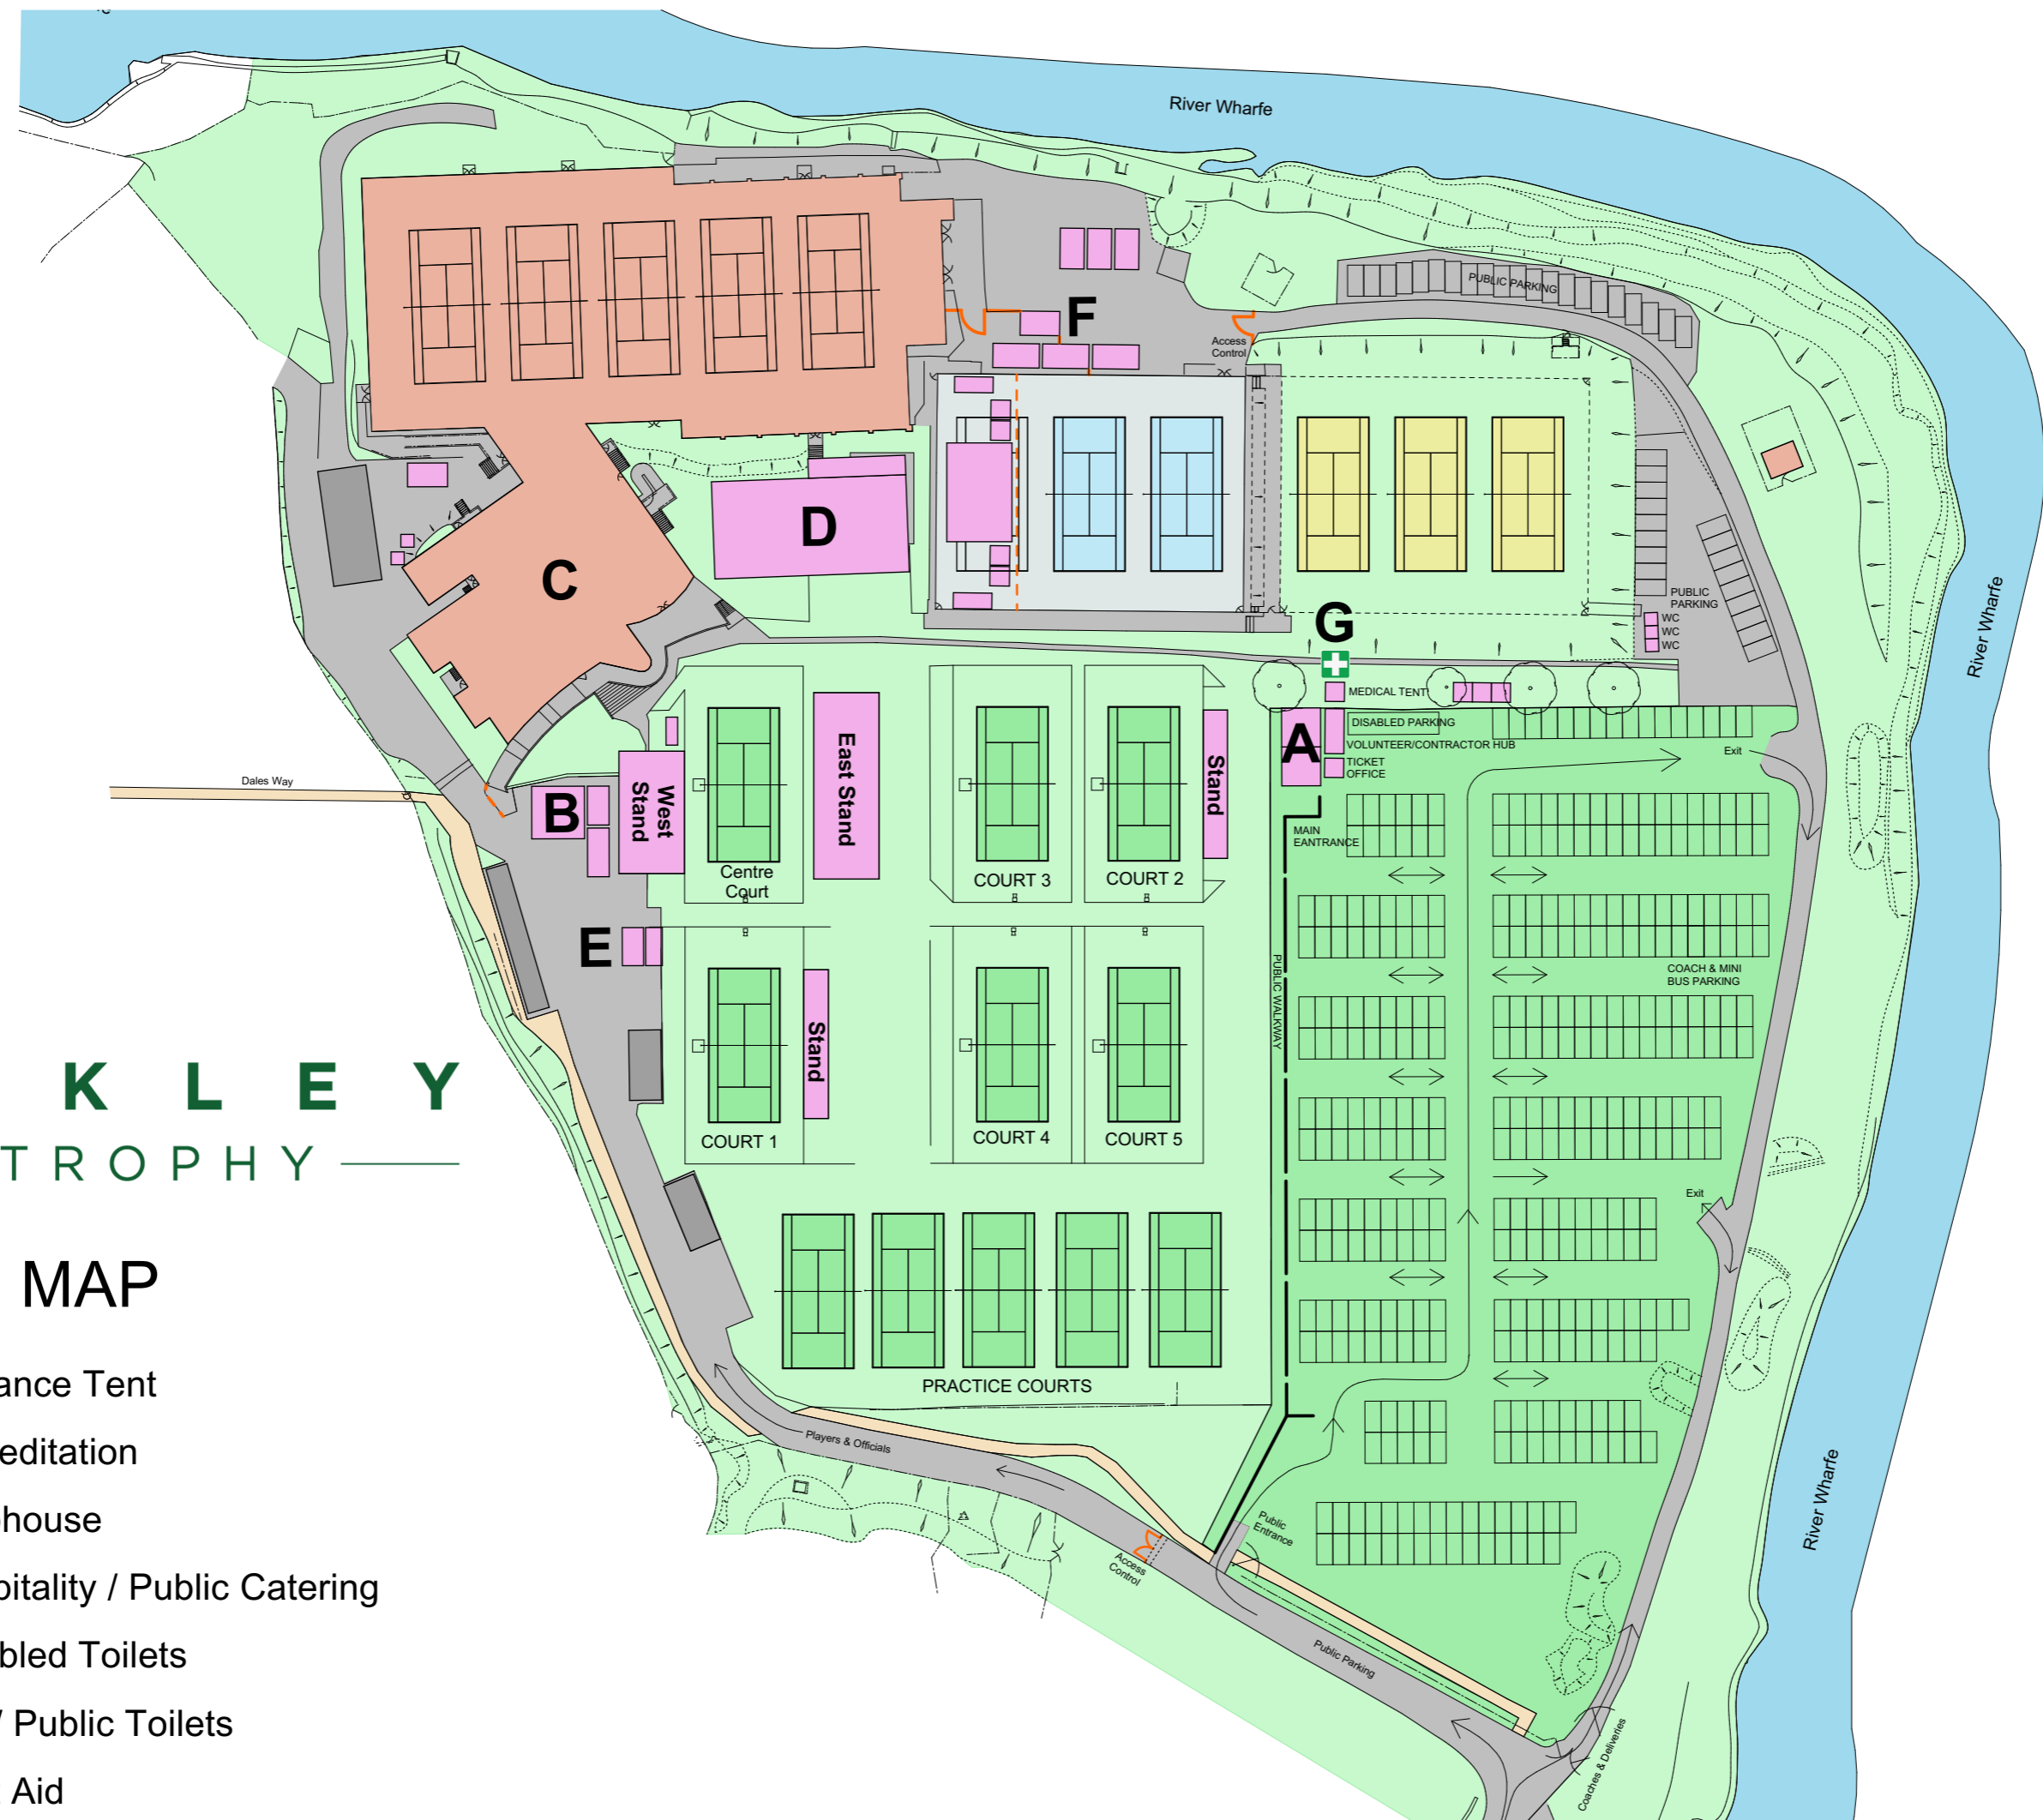 River Wharfe
PUBLIC PARKING
F
Access
Control
D
C
PUBLIC
PARKING
WC
WC
WC
River Wharfe
G
MEDICAL TENT
DISABLED PARKING
A
VOLUNTEER/CONTRACTOR HUB
TICKET
OFFICE
Exit
East Stand
Stand
West
Stand
Dales Way
B
MAIN
EANTRANCE
Centre
Court
COURT 3
COURT 2
E
PUBLIC WALKWAY
COACH & MINI
BUS PARKING
Stand
KLEY
TROPHY
COURT 1
COURT 4
COURT 5
Exit
MAP
PRACTICE COURTS
ance Tent
editation
house
pitality / Public Catering
bled Toilets
/ Public Toilets
Aid
Players & Officials
Public
Entrance
Access
Control
River Wharfe
Public Parking
Coaches & Deliveries